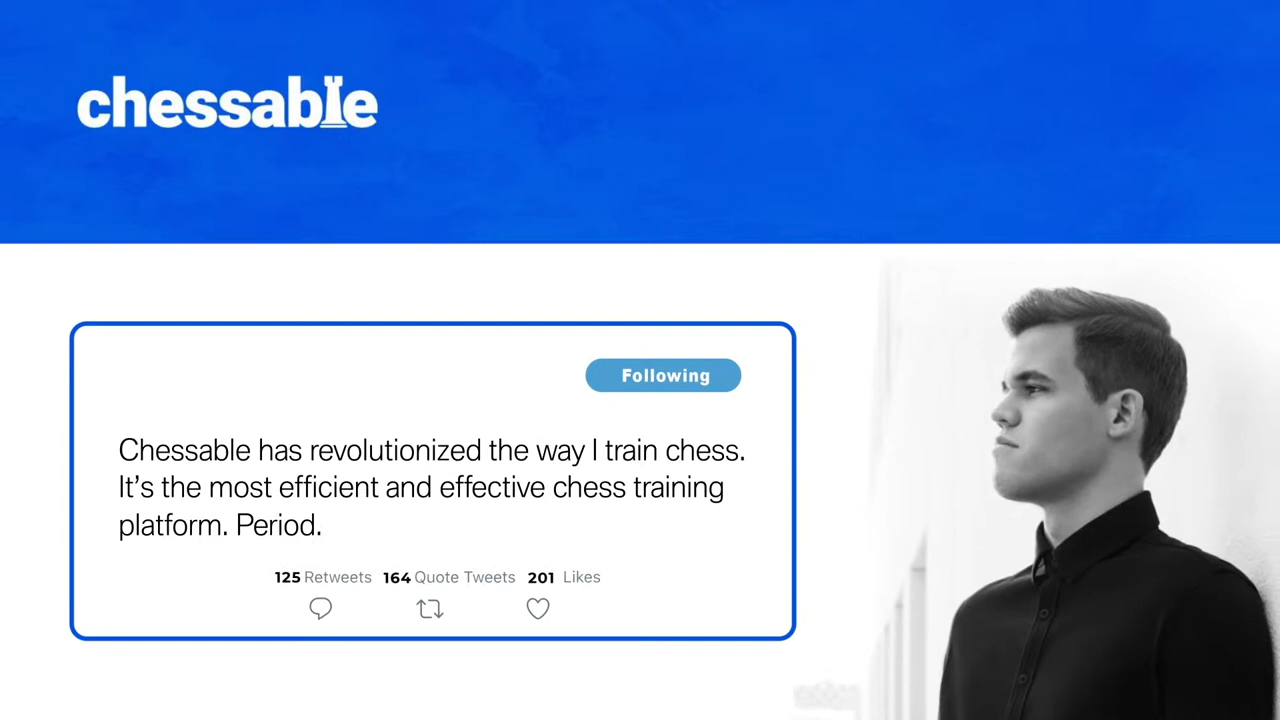 chessable
Following
Chessable has revolutionized the way I train chess.
It's the most efficient and effective chess training
platform. Period.
125 Retweets 164 Quote Tweets 201 Likes